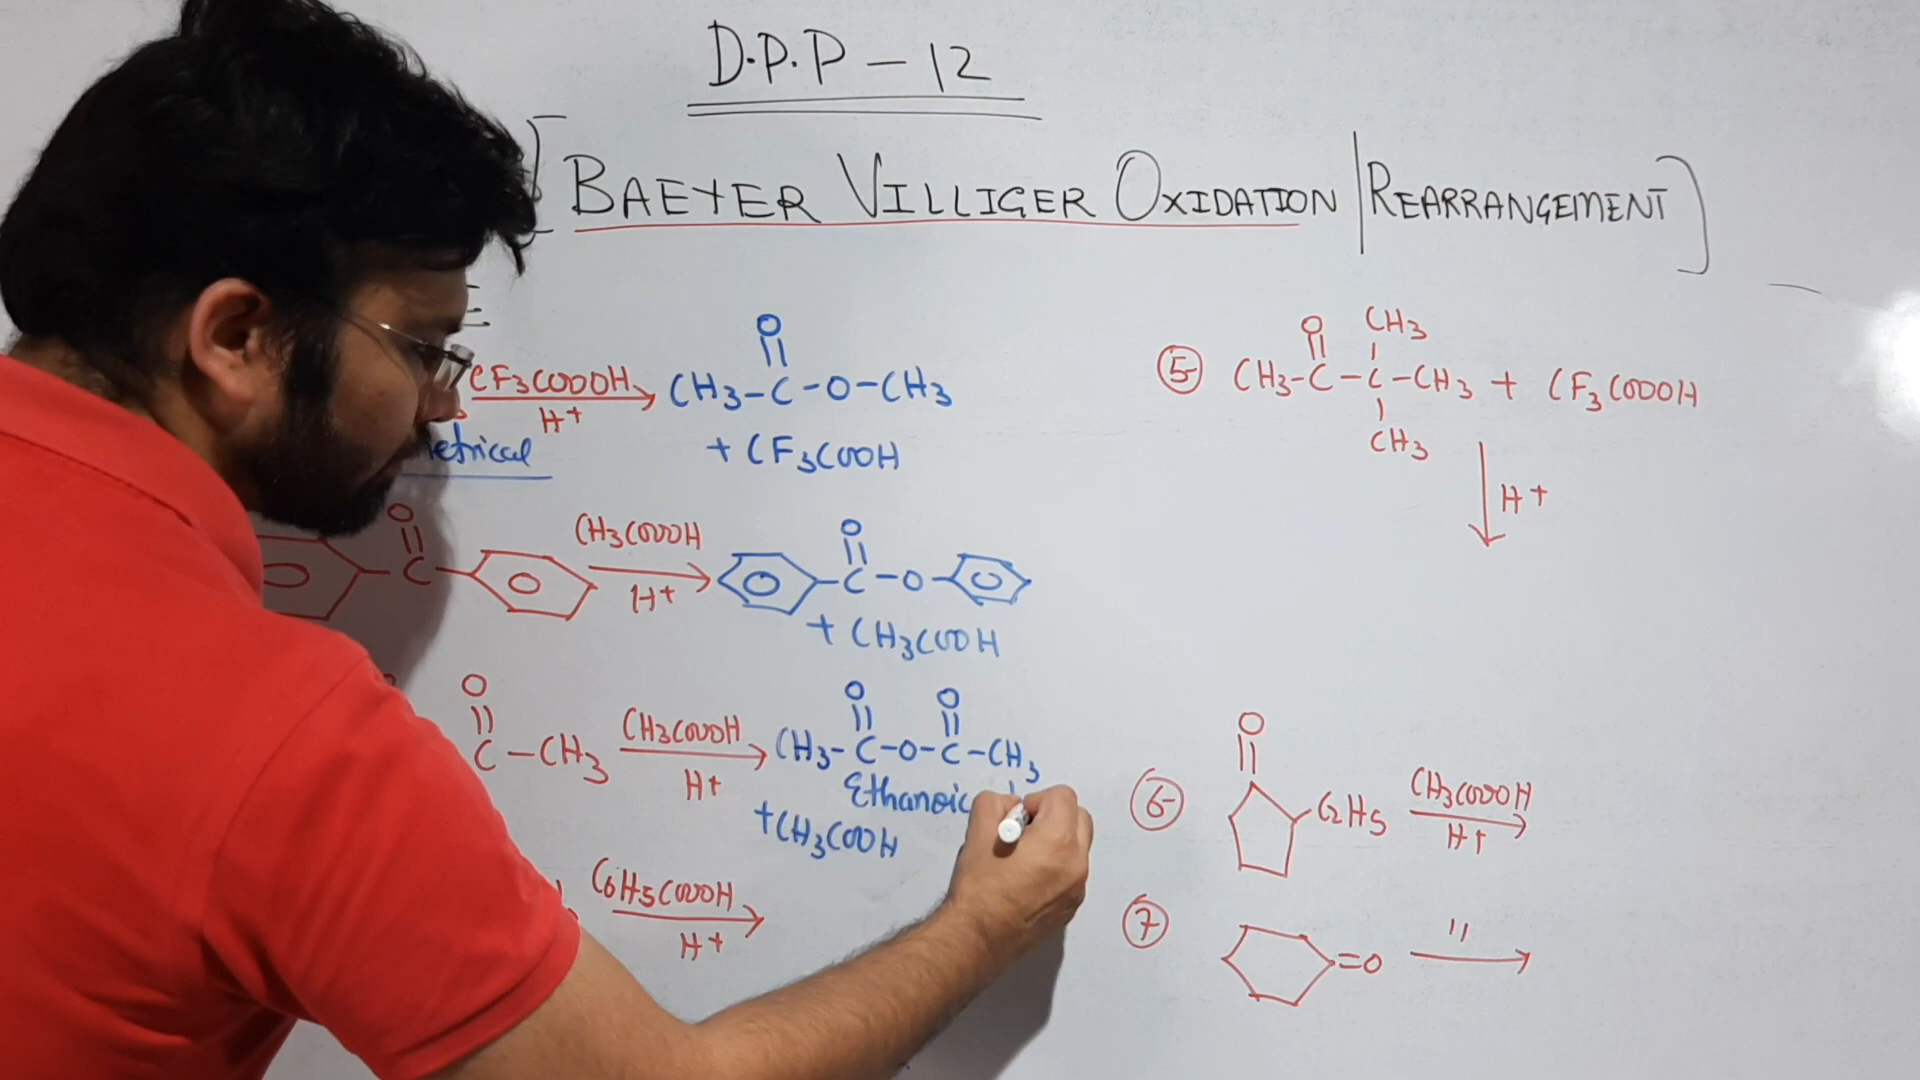 D.P.P - 12
[BAEYER VILLIGER OXIDATION | REARRANGEMENT]
CF3COOOH
H+
CH3-C-O-CH3
O
+ CF3COOH
O
C
CH3COOOH
H+
O
C-O
+ CH3COOH
O
C-CH3
CH3COOOH
H+
O O
CH3-C-O-C-CH3
Ethanoic
+CH3COOH
C6H5COOOH
H+
5
O CH3
CH3-C-C-CH3 + CF3COOOH
CH3
H+
6
O
C2H5
CH3COOOH
H+
7
=O
"